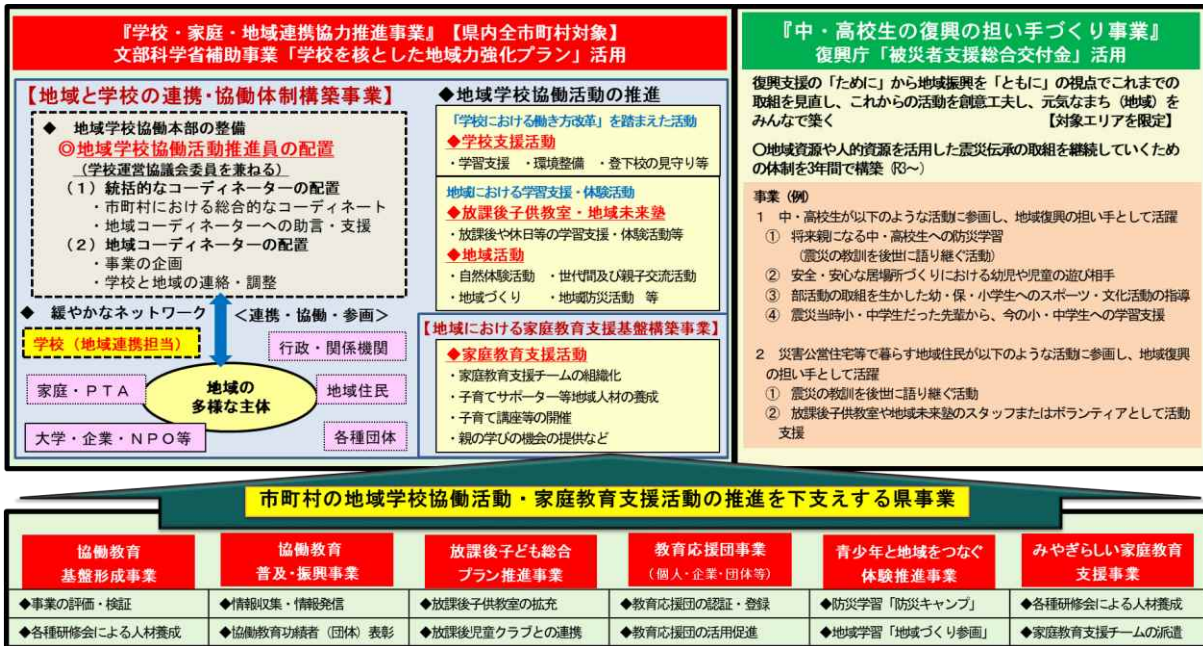 『学校・家庭・地域連携協力推進事業』【県内全市町村対象】
文部科学省補助事業「学校を核とした地域力強化プラン」活用
【地域と学校の連携・協働体制構築事業】
◆ 地域学校協働本部の整備
◎地域学校協働活動推進員の配置
(学校運営協議会委員を兼ねる)
(1)統括的なコーディネーターの配置
・市町村における総合的なコーディネート
・地域コーディネーターへの助言・支援
(2)地域コーディネーターの配置
・事業の企画
・学校と地域の連絡・調整
◆ 緩やかなネットワーク <連携・協働・参画>
学校(地域連携担当)
行政・関係機関
家庭・PTA
地域の
多様な主体
地域住民
大学・企業・NPO等
各種団体
◆地域学校協働活動の推進
「学校における働き方改革」を踏まえた活動
◆学校支援活動
・学習支援 ・環境整備 ・登下校の見守り等
地域における学習支援・体験活動
◆放課後子供教室・地域未来塾
・放課後や休日等の学習支援・体験活動等
◆地域活動
・自然体験活動 ・世代間及び親子交流活動
・地域づくり ・地域防災活動 等
【地域における家庭教育支援基盤構築事業】
◆家庭教育支援活動
・家庭教育支援チームの組織化
・子育てサポーター等地域人材の養成
・子育て講座等の開催
・親の学びの機会の提供など
『中・高校生の復興の担い手づくり事業』
復興庁「被災者支援総合交付金」活用
復興支援の「ために」から地域振興を「ともに」の視点でこれまでの
取組を見直し、これからの活動を創意工夫し、元気なまち(地域)を
みんなで築く 【対象エリアを限定】
〇地域資源や人的資源を活用した震災伝承の取組を継続していくため
の体制を3年間で構築 (R3~)
事業(例)
1 中・高校生が以下のような活動に参画し、地域復興の担い手として活躍
① 将来親になる中・高校生への防災学習
(震災の教訓を後世に語り継ぐ活動)
② 安全・安心な居場所づくりにおける幼児や児童の遊び相手
③ 部活動の取組を生かした幼・保・小学生へのスポーツ・文化活動の指導
④ 震災当時小・中学生だった先輩から、今の小・中学生への学習支援
2 災害公営住宅等で暮らす地域住民が以下のような活動に参画し、地域復興
の担い手として活躍
① 震災の教訓を後世に語り継ぐ活動
② 放課後子供教室や地域未来塾のスタッフまたはボランティアとして活動
支援
市町村の地域学校協働活動・家庭教育支援活動の推進を下支えする県事業
協働教育
基盤形成事業
協働教育
普及・振興事業
放課後子ども総合
プラン推進事業
教育応援団事業
(個人・企業・団体等)
青少年と地域をつなぐ
体験推進事業
みやぎらしい家庭教育
支援事業
◆事業の評価・検証
◆情報収集・情報発信
◆放課後子供教室の拡充
◆教育応援団の認証・登録
◆防災学習「防災キャンプ」
◆各種研修会による人材養成
◆各種研修会による人材養成
◆協働教育功績者(団体)表彰
◆放課後児童クラブとの連携
◆教育応援団の活用促進
◆地域学習「地域づくり参画」
◆家庭教育支援チームの派遣